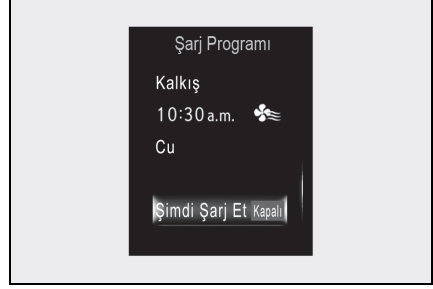 Şarj Programı
Kalkış
10:30 a.m.
Cu
Şimdi Şarj Et Kapalı